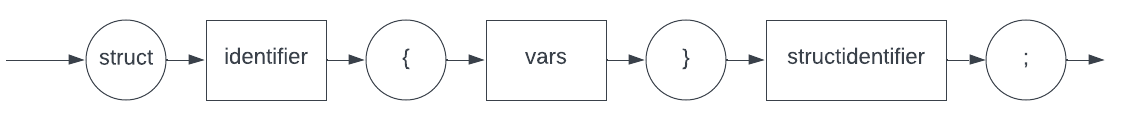 struct identifier { vars } structidentifier ;